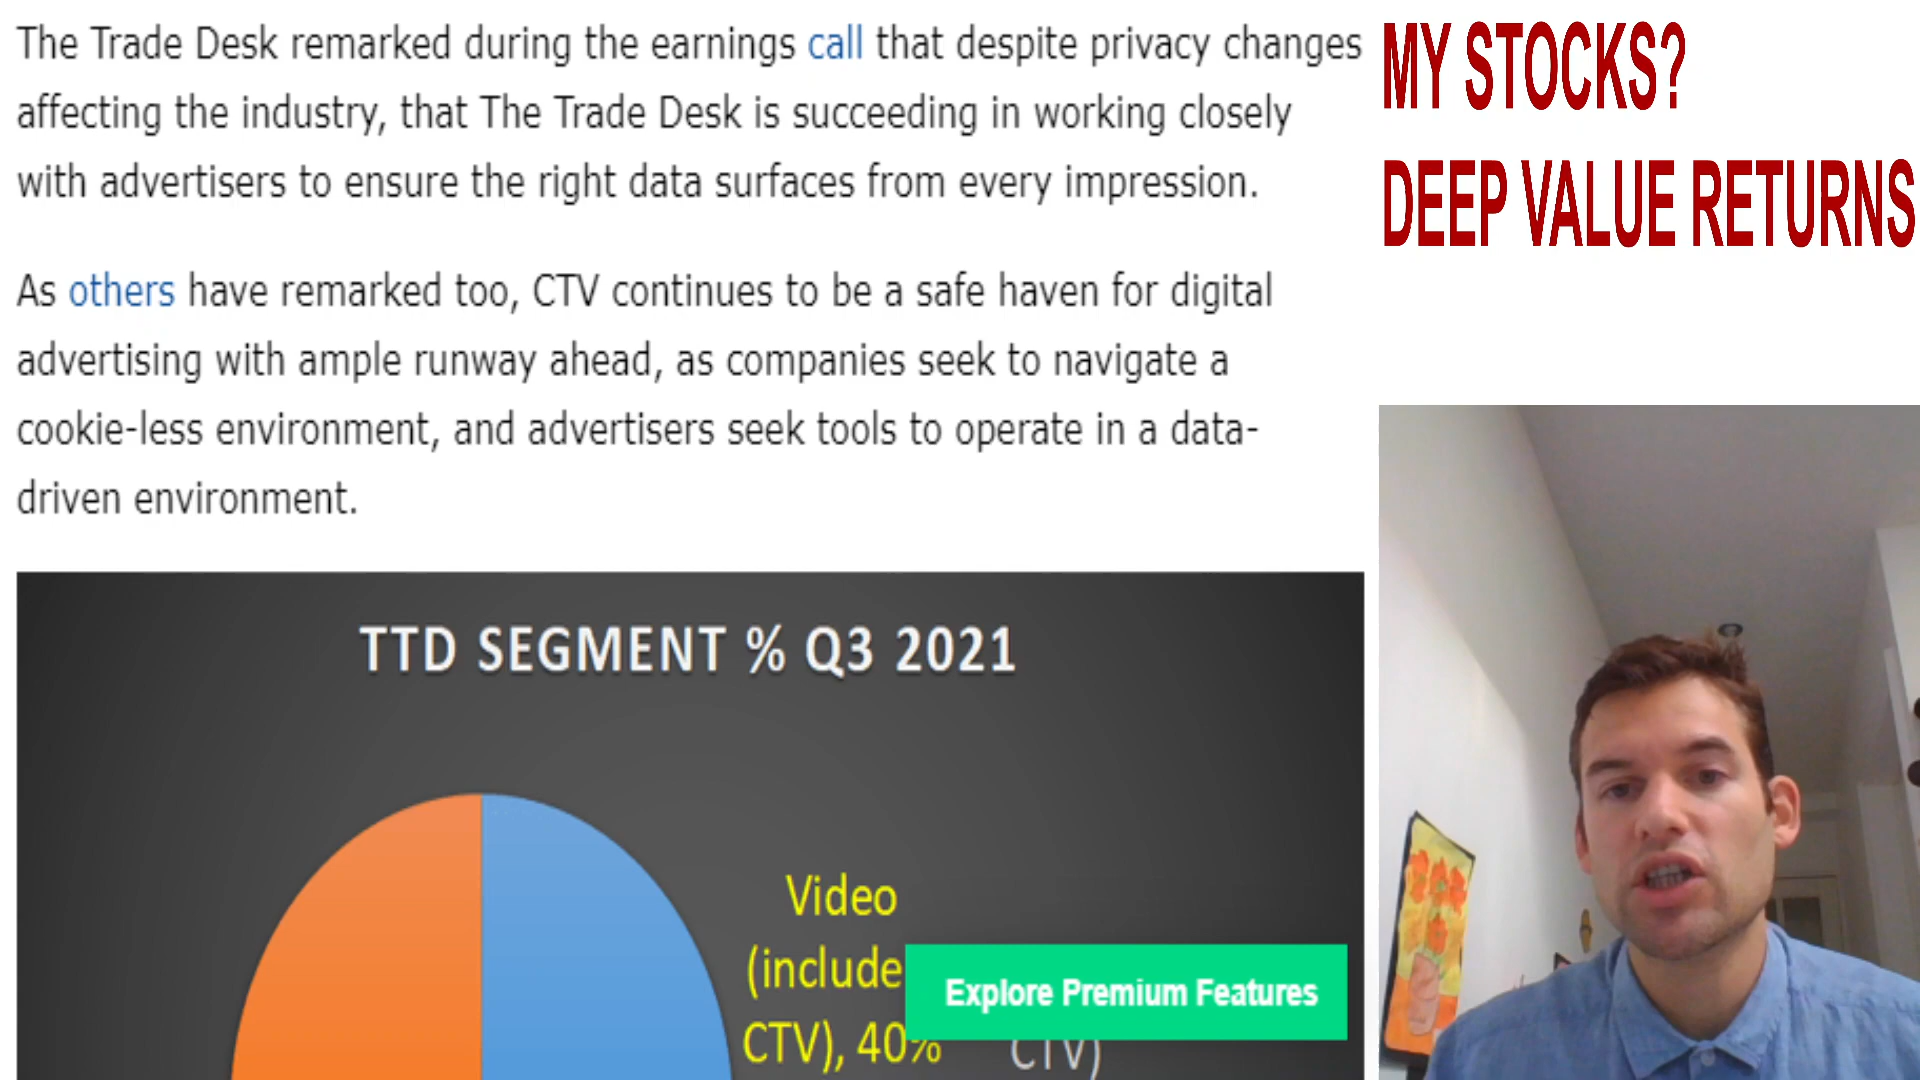 The Trade Desk remarked during the earnings call that despite privacy changes
affecting the industry, that The Trade Desk is succeeding in working closely
with advertisers to ensure the right data surfaces from every impression.
As others have remarked too, CTV continues to be a safe haven for digital
advertising with ample runway ahead, as companies seek to navigate a
cookie-less environment, and advertisers seek tools to operate in a data-
driven environment.
TTD SEGMENT % Q3 2021
Video
(include
CTV), 40%
CTV)
Explore Premium Features
MY STOCKS?
DEEP VALUE RETURNS